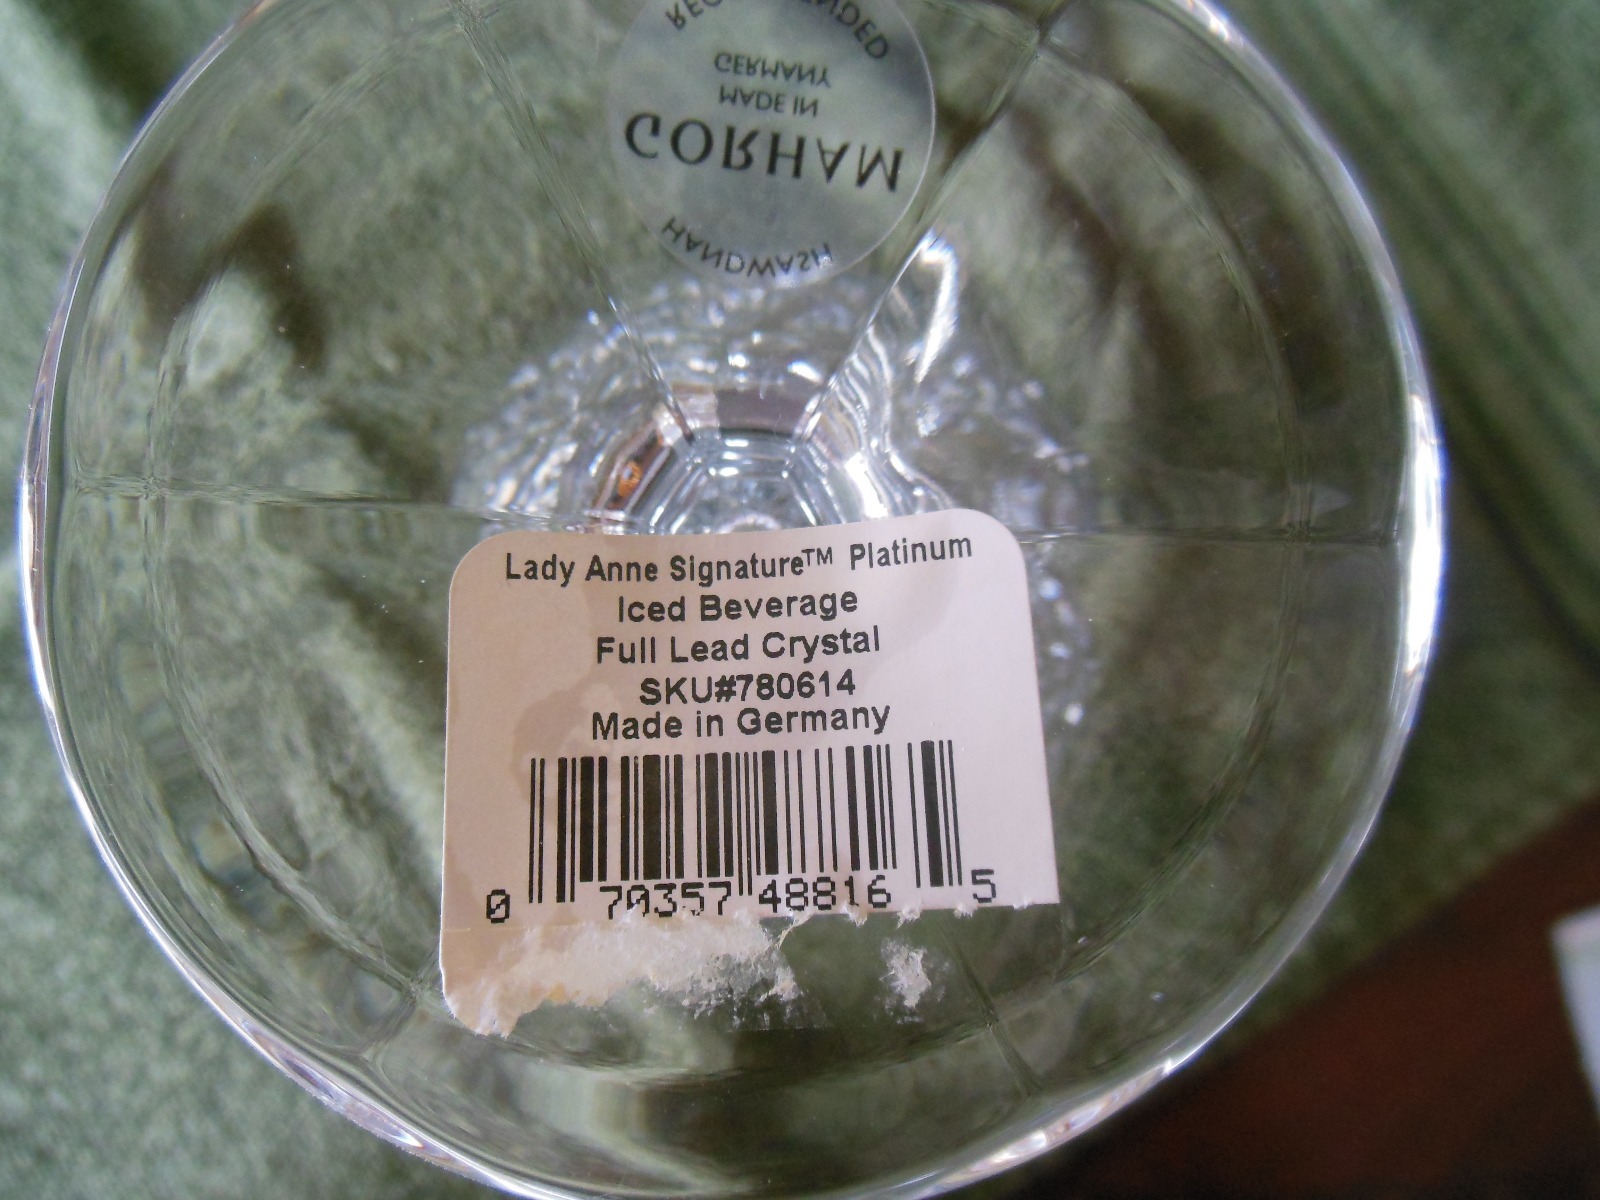 RECOMMENDED
GERMANY
MADE IN
GORHAM
HANDWASH
Lady Anne Signature™ Platinum
Iced Beverage
Full Lead Crystal
SKU#780614
Made in Germany
0 70357 48816 5